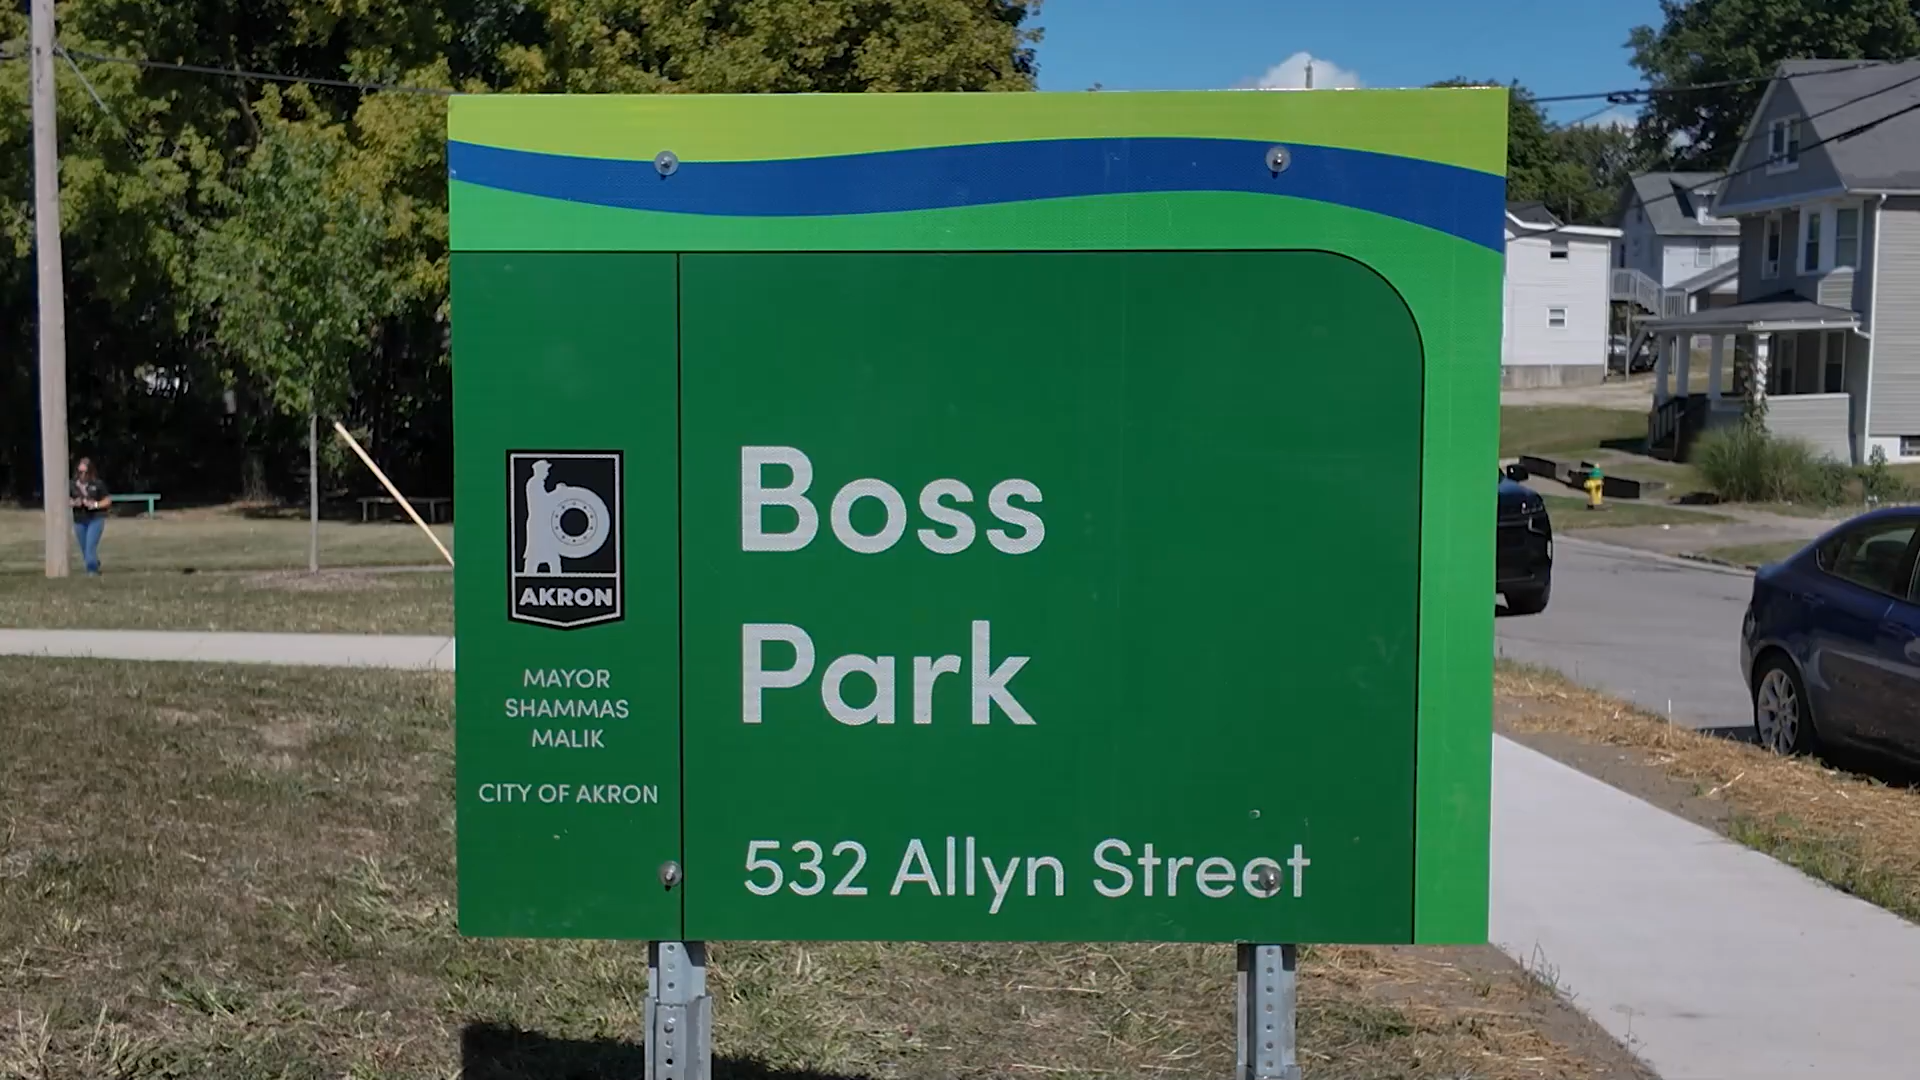 AKRON
MAYOR
SHAMMAS
MALIK
CITY OF AKRON
Boss
Park
532 Allyn Street